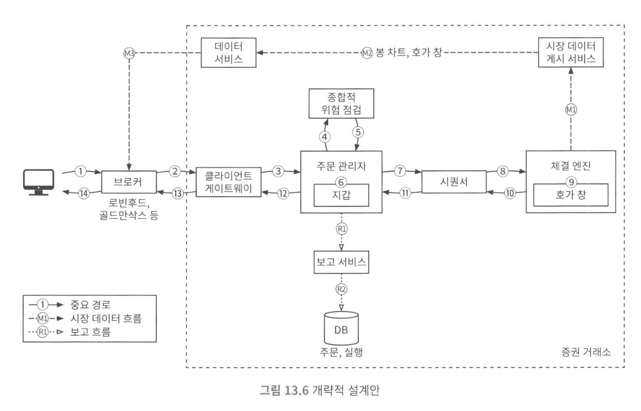 데이터
서비스
M3
M2 봉 차트, 호가 창
시장 데이터
게시 서비스
M1
종합적
위험 점검
4
5
1
14
브로커
로빈후드,
골드만삭스 등
2
13
클라이언트
게이트웨이
3
12
주문 관리자
6
지갑
7
11
시퀀서
8
10
체결 엔진
9
호가 창
R1
보고 서비스
R2
DB
주문, 실행
1 중요 경로
M1 시장 데이터 흐름
R1 보고 흐름
증권 거래소
그림 13.6 개략적 설계안